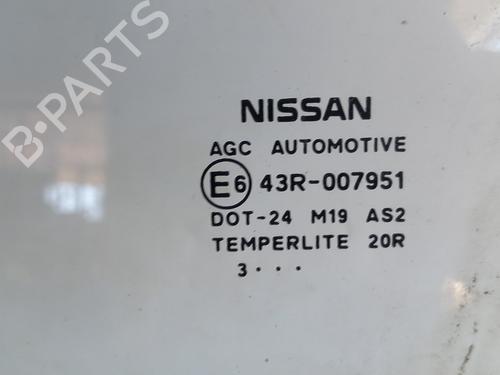 B-PARTS
NISSAN
AGC AUTOMOTIVE
E6 43R-007951
DOT-24 M19 AS2
TEMPERLITE 20R
3...